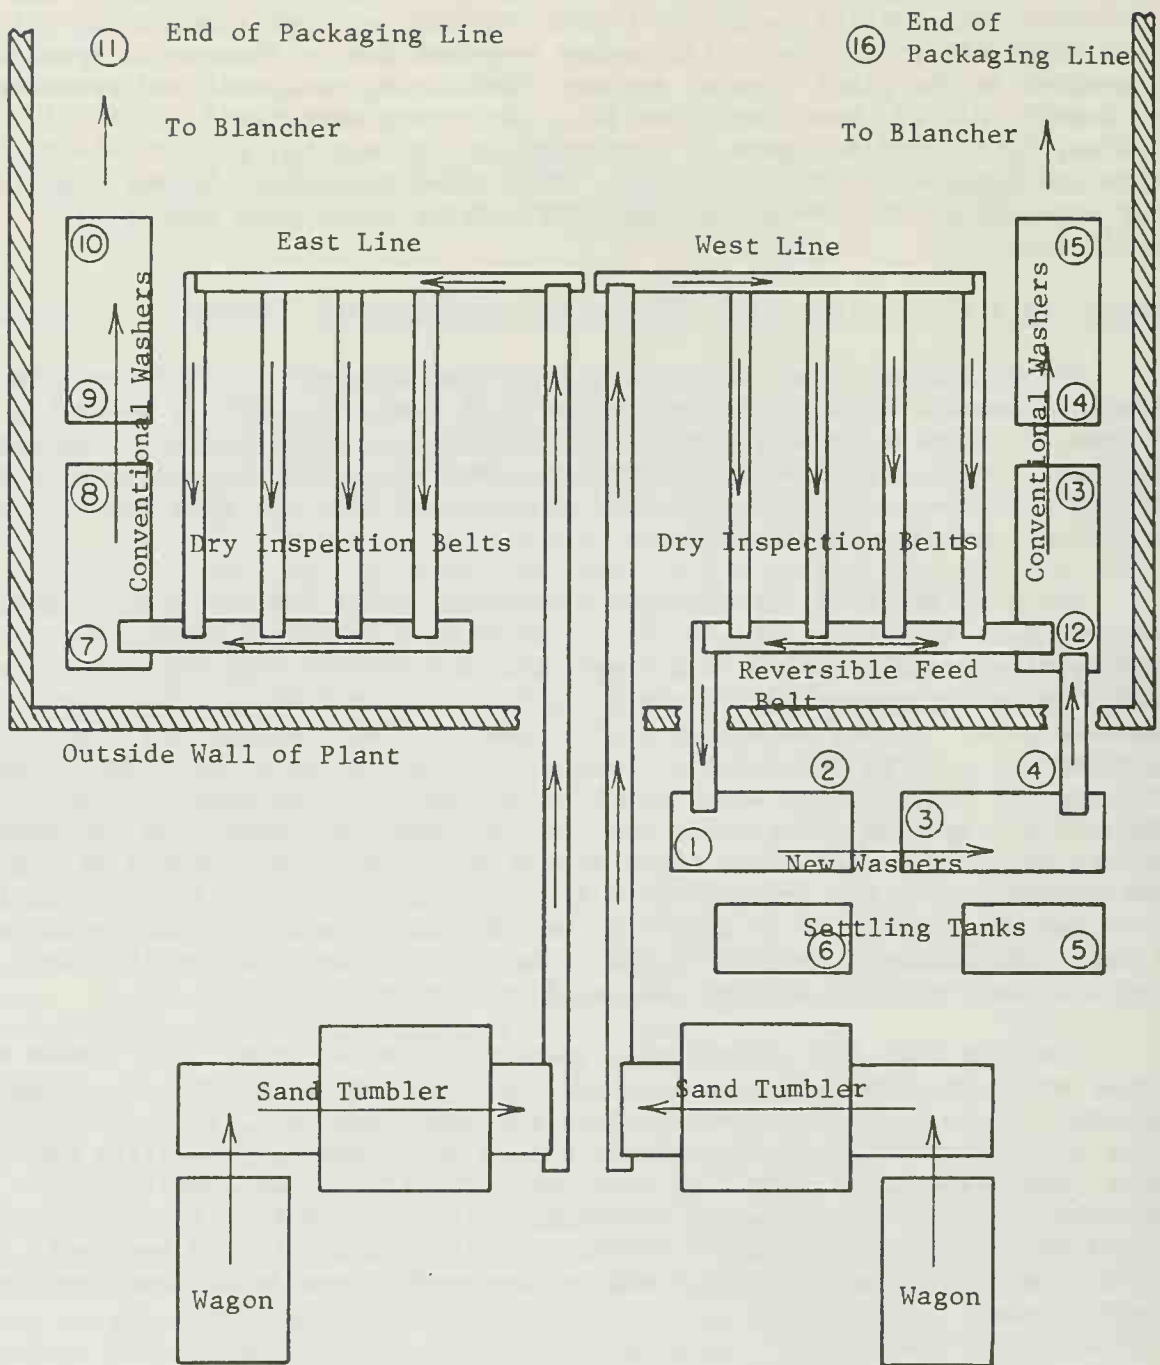 11 End of Packaging Line
16 End of
Packaging Line
To Blancher
To Blancher
10
East Line
West Line
15
Conventional Washers
Conventional Washers
9
14
8
13
Dry Inspection Belts
Dry Inspection Belts
7
12
Reversible Feed
Belt
Outside Wall of Plant
2
4
1
3
New Washers
Settling Tanks
6
5
Sand Tumbler
Sand Tumbler
Wagon
Wagon